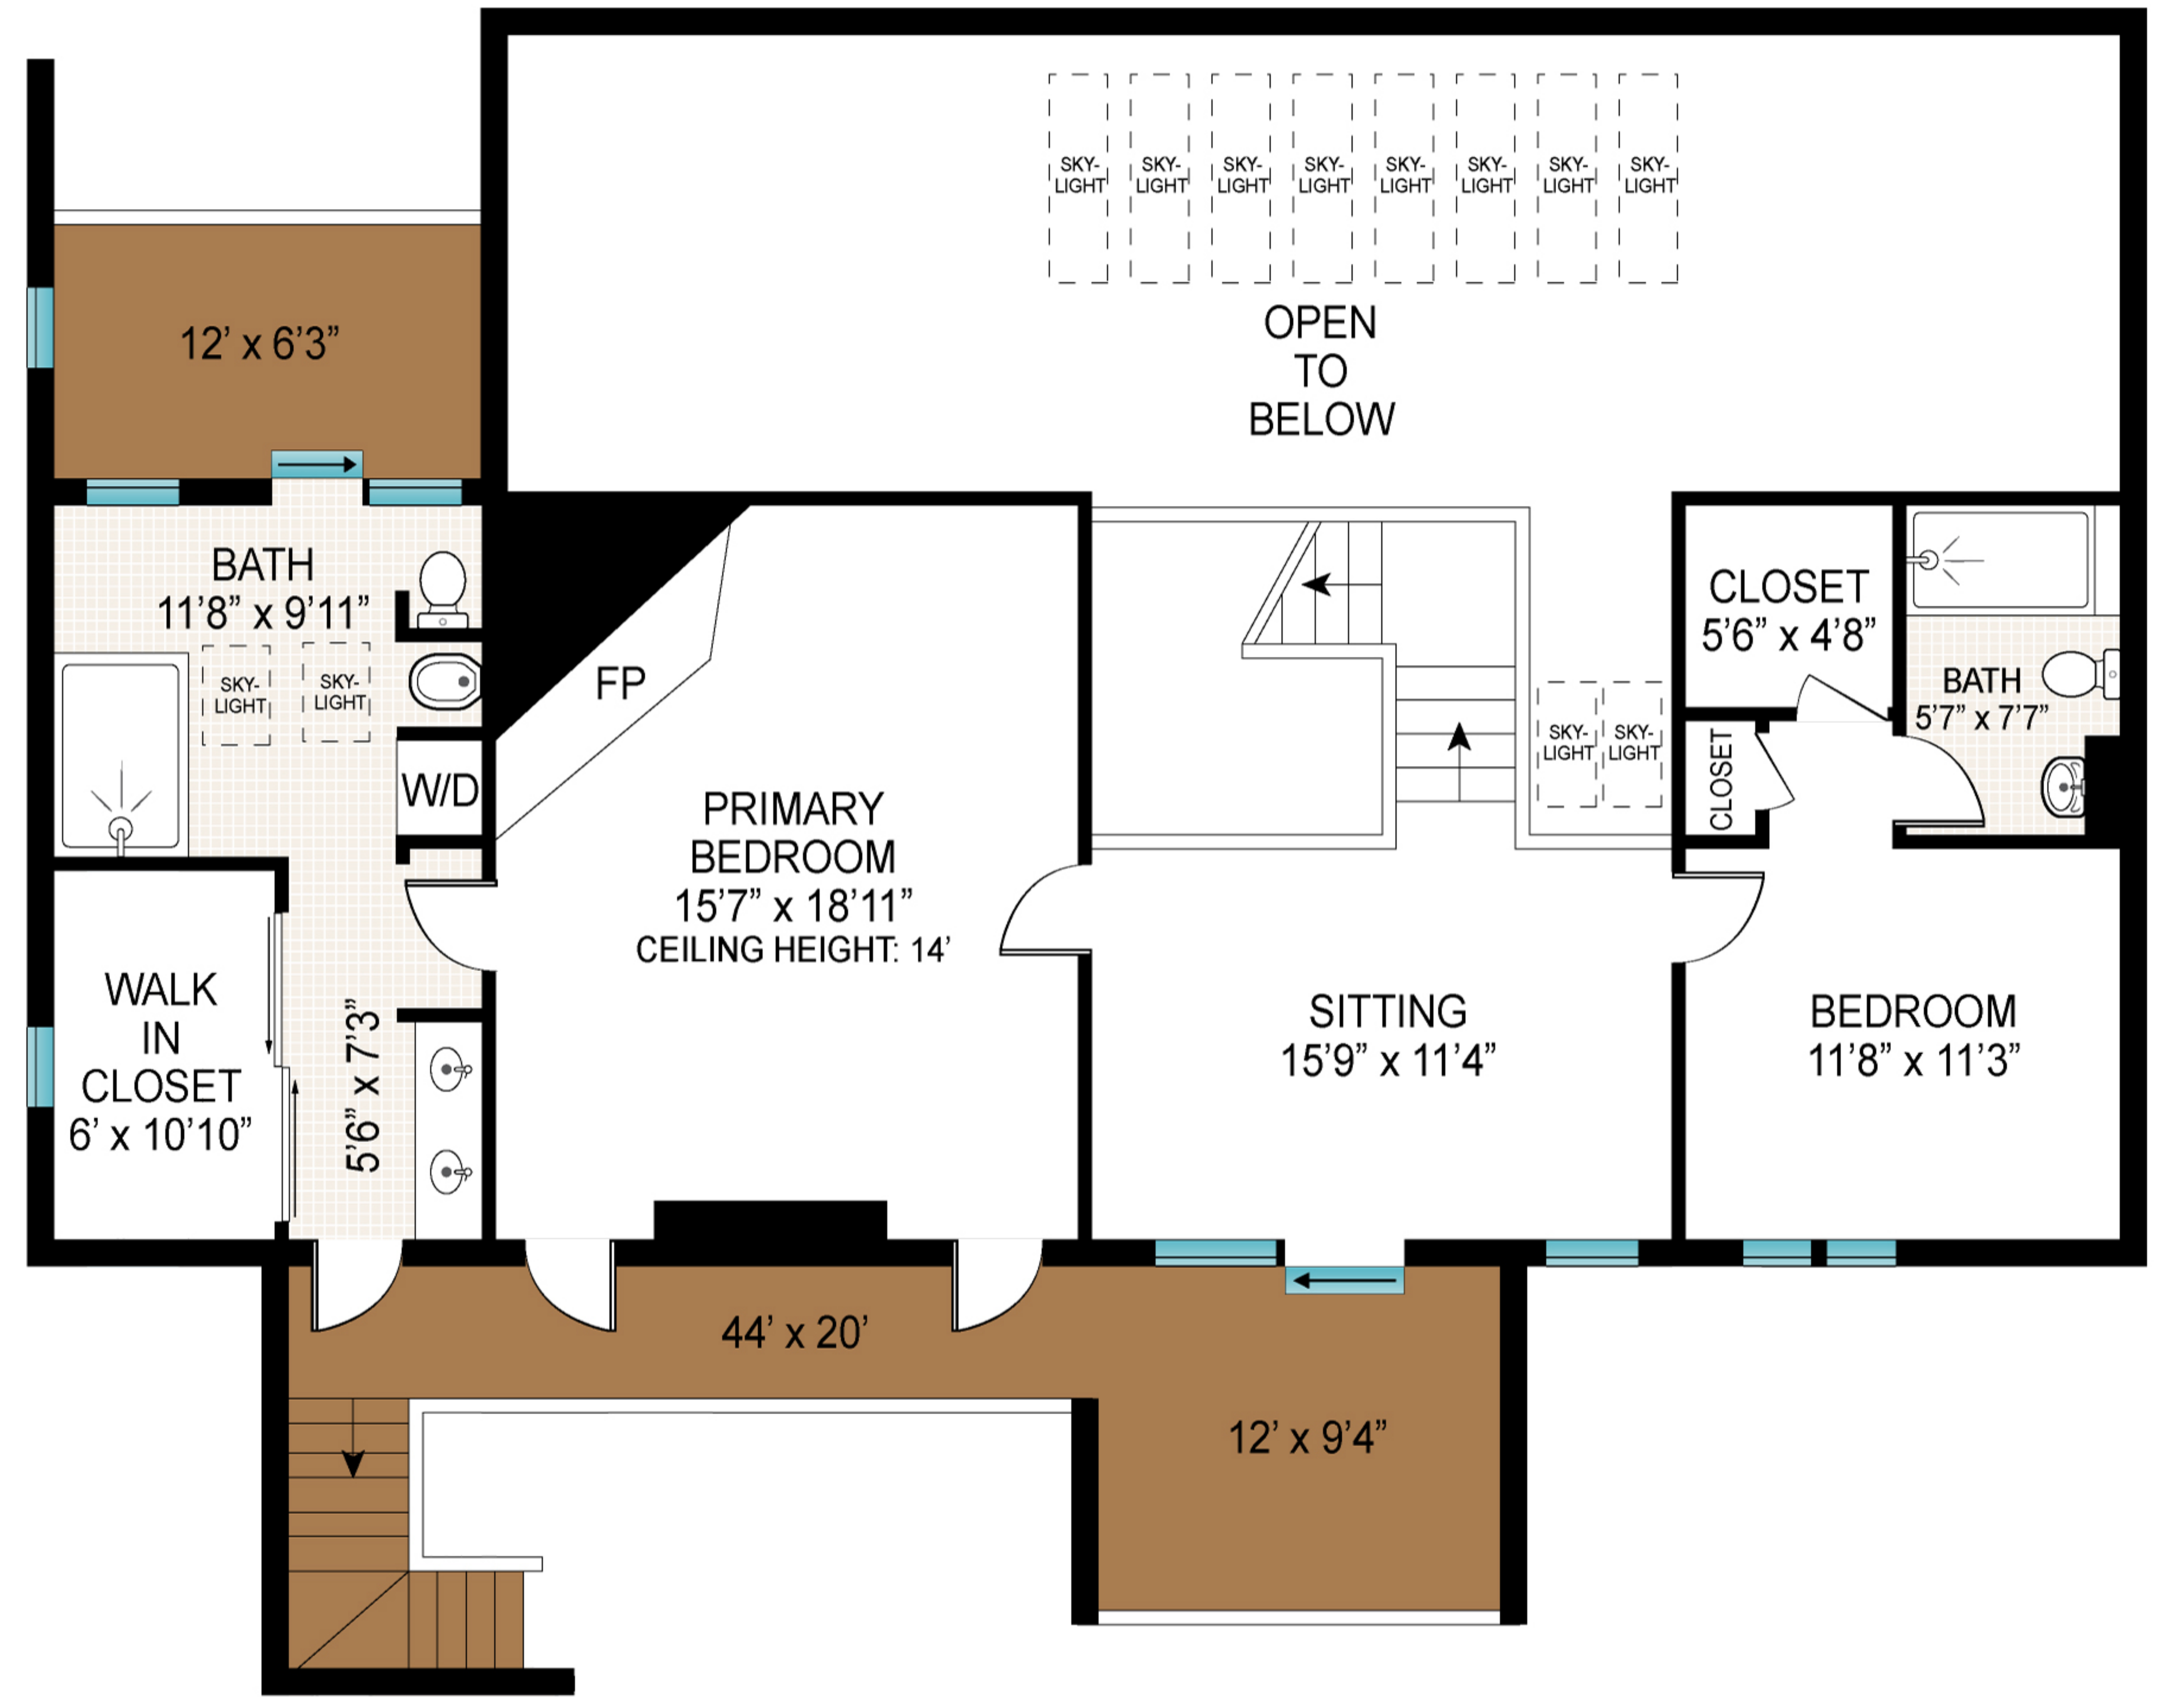 SKY-
LIGHT
SKY-
LIGHT
SKY-
LIGHT
SKY-
LIGHT
SKY-
LIGHT
SKY-
LIGHT
SKY-
LIGHT
SKY-
LIGHT
12’ x 6’3”
OPEN
TO
BELOW
BATH
11’8” x 9’11”
SKY-
LIGHT
SKY-
LIGHT
W/D
FP
PRIMARY
BEDROOM
15’7” x 18’11”
CEILING HEIGHT: 14’
SKY-
LIGHT
SKY-
LIGHT
CLOSET
5’6” x 4’8”
CLOSET
BATH
5’7” x 7’7”
WALK
IN
CLOSET
6’ x 10’10”
5’6” x 7’3”
SITTING
15’9” x 11’4”
BEDROOM
11’8” x 11’3”
44’ x 20’
12’ x 9’4”